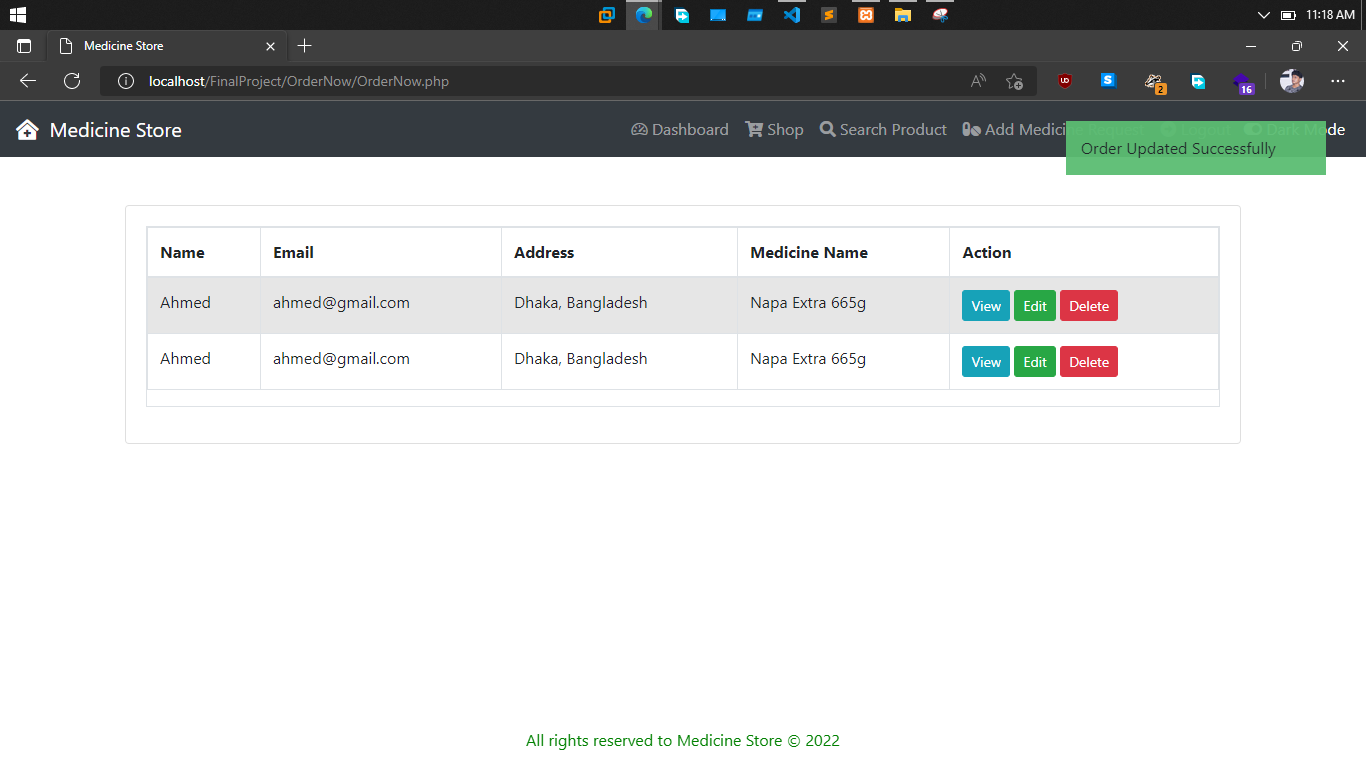 11:18 AM
Medicine Store
localhost/FinalProject/OrderNow/OrderNow.php
2
16
Medicine Store
Dashboard Shop Search Product Add Medicine Dark Mode
Order Updated Successfully
Name Email Address Medicine Name Action
Ahmed ahmed@gmail.com Dhaka, Bangladesh Napa Extra 665g View Edit Delete
Ahmed ahmed@gmail.com Dhaka, Bangladesh Napa Extra 665g View Edit Delete
All rights reserved to Medicine Store © 2022